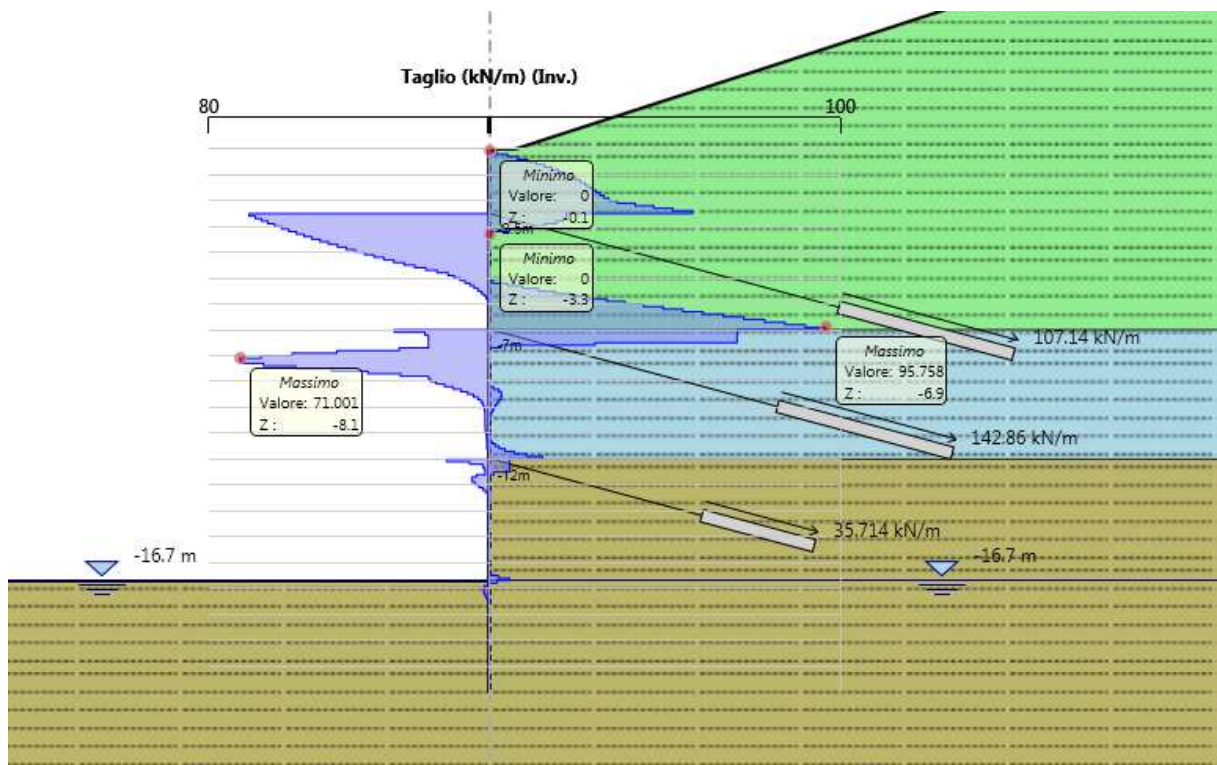 Taglio (kN/m) (Inv.)
80
100
Minimo
Valore: 0
Z : -0.1
Minimo
Valore: 0
Z : -3.3
107.14 kN/m
-7m
Massimo
Valore: 95.758
Z : -6.9
Massimo
Valore: 71.001
Z : -8.1
142.86 kN/m
-12m
35.714 kN/m
-16.7 m
-16.7 m